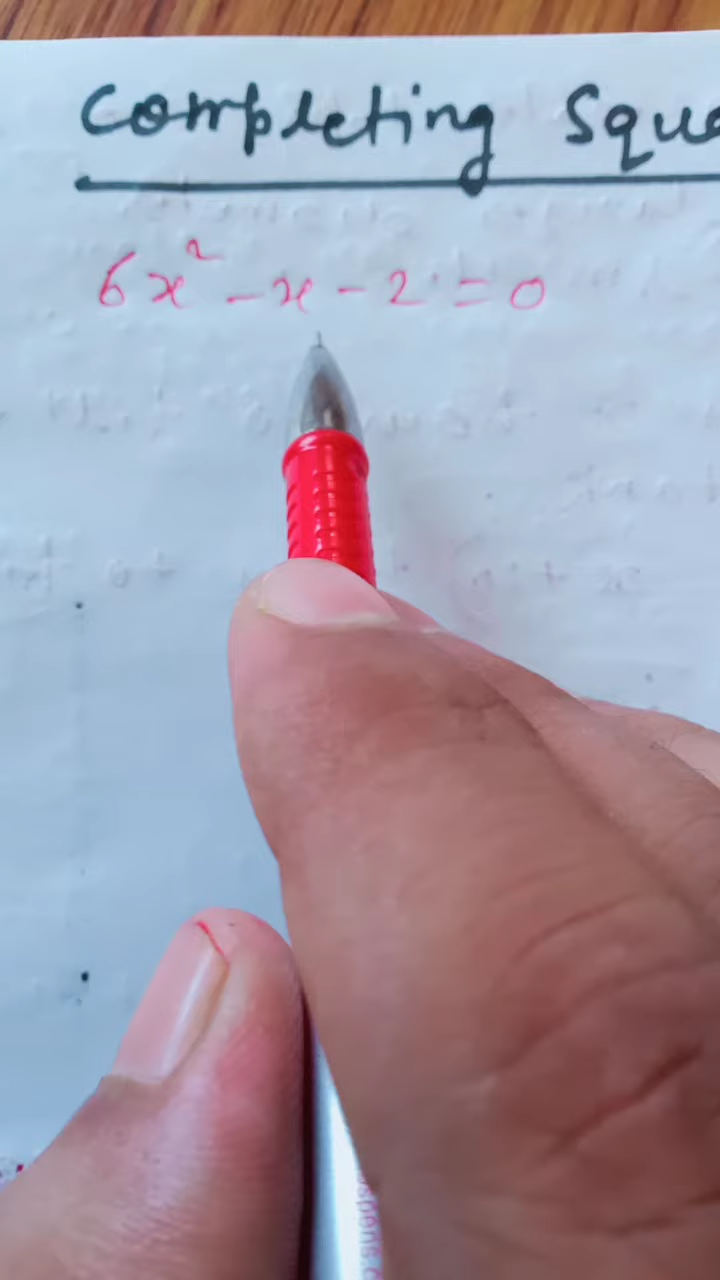 Completing Squa
6x² - x - 2 = 0